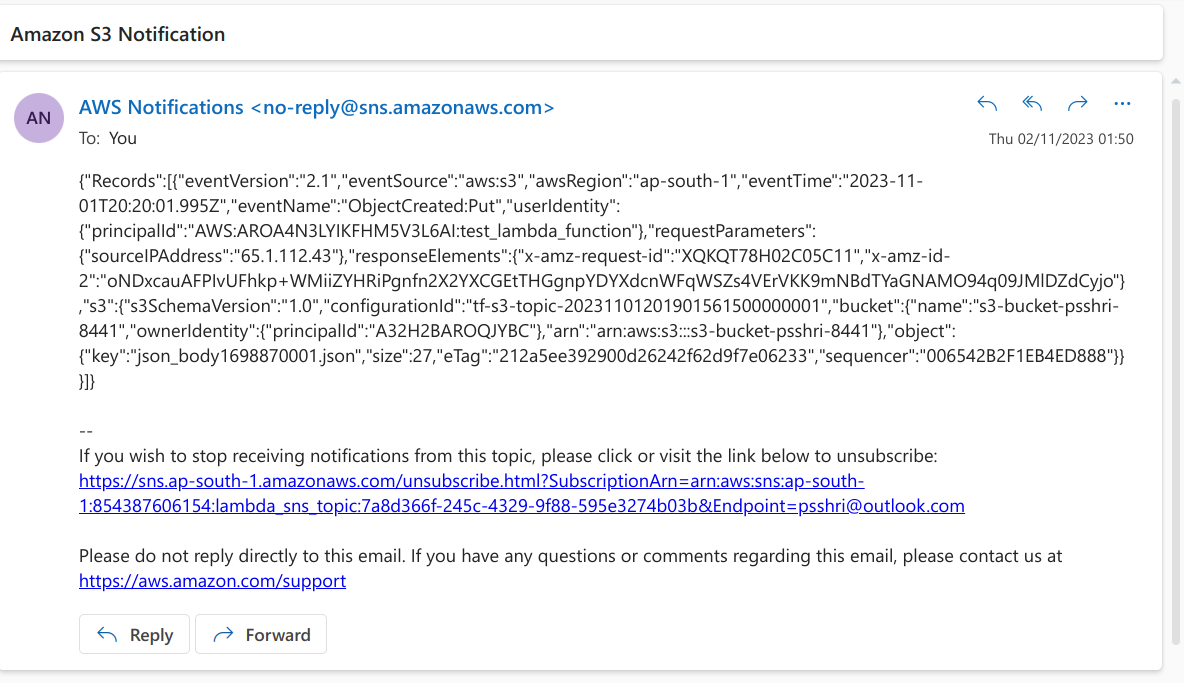 Amazon S3 Notification
AN
AWS Notifications <no-reply@sns.amazonaws.com>
To: You
Thu 02/11/2023 01:50
{"Records":[{"eventVersion":"2.1","eventSource":"aws:s3","awsRegion":"ap-south-1","eventTime":"2023-11-
01T20:20:01.995Z","eventName":"ObjectCreated:Put","userIdentity":
{"principalId":"AWS:AROA4N3LYIKFHM5V3L6AI:test_lambda_function"},"requestParameters":
{"sourceIPAddress":"65.1.112.43"},"responseElements":{"x-amz-request-id":"XQKQT78H02C05C11","x-amz-id-
2":"oNDxcauAFPIvUFhkp+WMiiZYHRiPgnfn2X2YXCGEtTHGgnpYDYXdcnWFqWSZs4VErVKK9mNBdTYaGNAMO94q09JMlDZdCyjo"}
,"s3":{"s3SchemaVersion":"1.0","configurationId":"tf-s3-topic-20231101201901561500000001","bucket":{"name":"s3-bucket-psshri-
8441","ownerIdentity":{"principalId":"A32H2BAROQJYBC"},"arn":"arn:aws:s3:::s3-bucket-psshri-8441"},"object":
{"key":"json_body1698870001.json","size":27,"eTag":"212a5ee392900d26242f62d9f7e06233","sequencer":"006542B2F1EB4ED888"}}
}]}
--
If you wish to stop receiving notifications from this topic, please click or visit the link below to unsubscribe:
https://sns.ap-south-1.amazonaws.com/unsubscribe.html?SubscriptionArn=arn:aws:sns:ap-south-
1:854387606154:lambda_sns_topic:7a8d366f-245c-4329-9f88-595e3274b03b&Endpoint=psshri@outlook.com
Please do not reply directly to this email. If you have any questions or comments regarding this email, please contact us at
https://aws.amazon.com/support
Reply
Forward